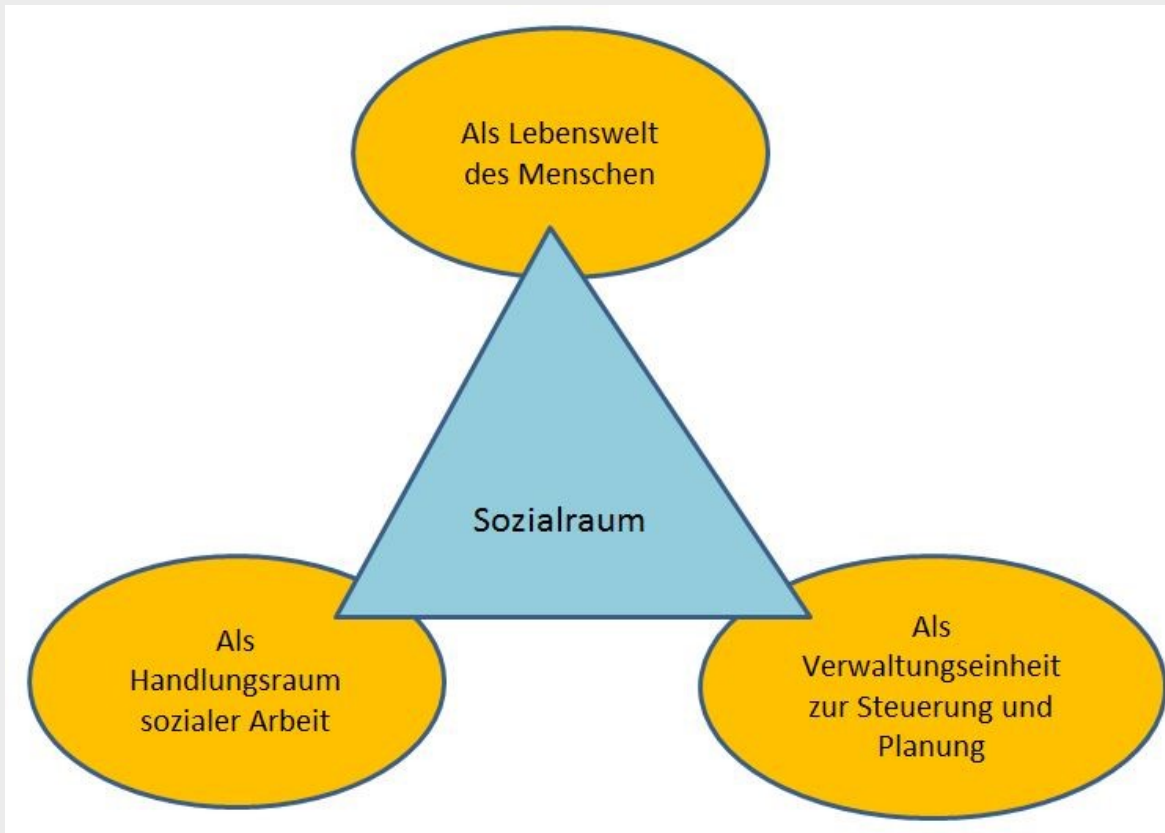 Als Lebenswelt
des Menschen
Sozialraum
Als
Handlungsraum
sozialer Arbeit
Als
Verwaltungseinheit
zur Steuerung und
Planung